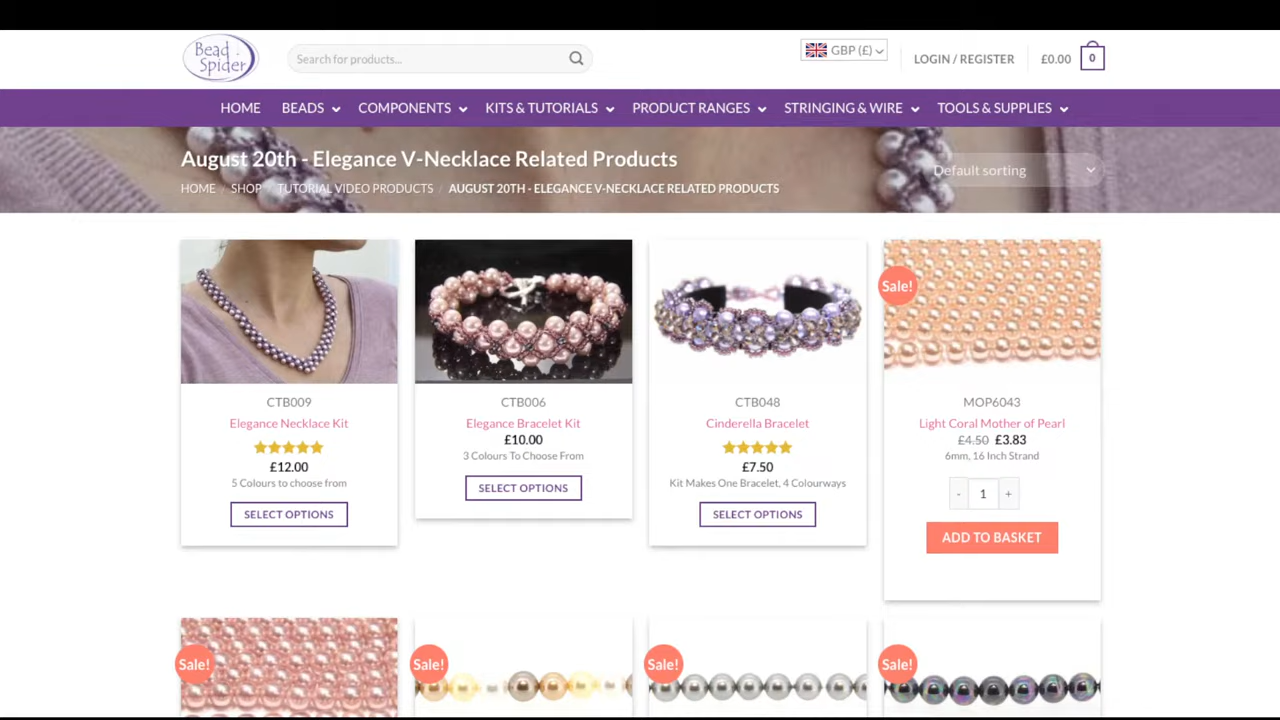 Bead
Spider
Search for products...
GBP (£)
LOGIN / REGISTER
£0.00
0
HOME
BEADS
COMPONENTS
KITS & TUTORIALS
PRODUCT RANGES
STRINGING & WIRE
TOOLS & SUPPLIES
August 20th - Elegance V-Necklace Related Products
HOME / SHOP / TUTORIAL VIDEO PRODUCTS / AUGUST 20TH - ELEGANCE V-NECKLACE RELATED PRODUCTS
Default sorting
CTB009
Elegance Necklace Kit
£12.00
5 Colours to choose from
SELECT OPTIONS
CTB006
Elegance Bracelet Kit
£10.00
3 Colours To Choose From
SELECT OPTIONS
CTB048
Cinderella Bracelet
£7.50
Kit Makes One Bracelet, 4 Colourways
SELECT OPTIONS
Sale!
MOP6043
Light Coral Mother of Pearl
£4.50 £3.83
6mm, 16 Inch Strand
- 1 +
ADD TO BASKET
Sale!
Sale!
Sale!
Sale!